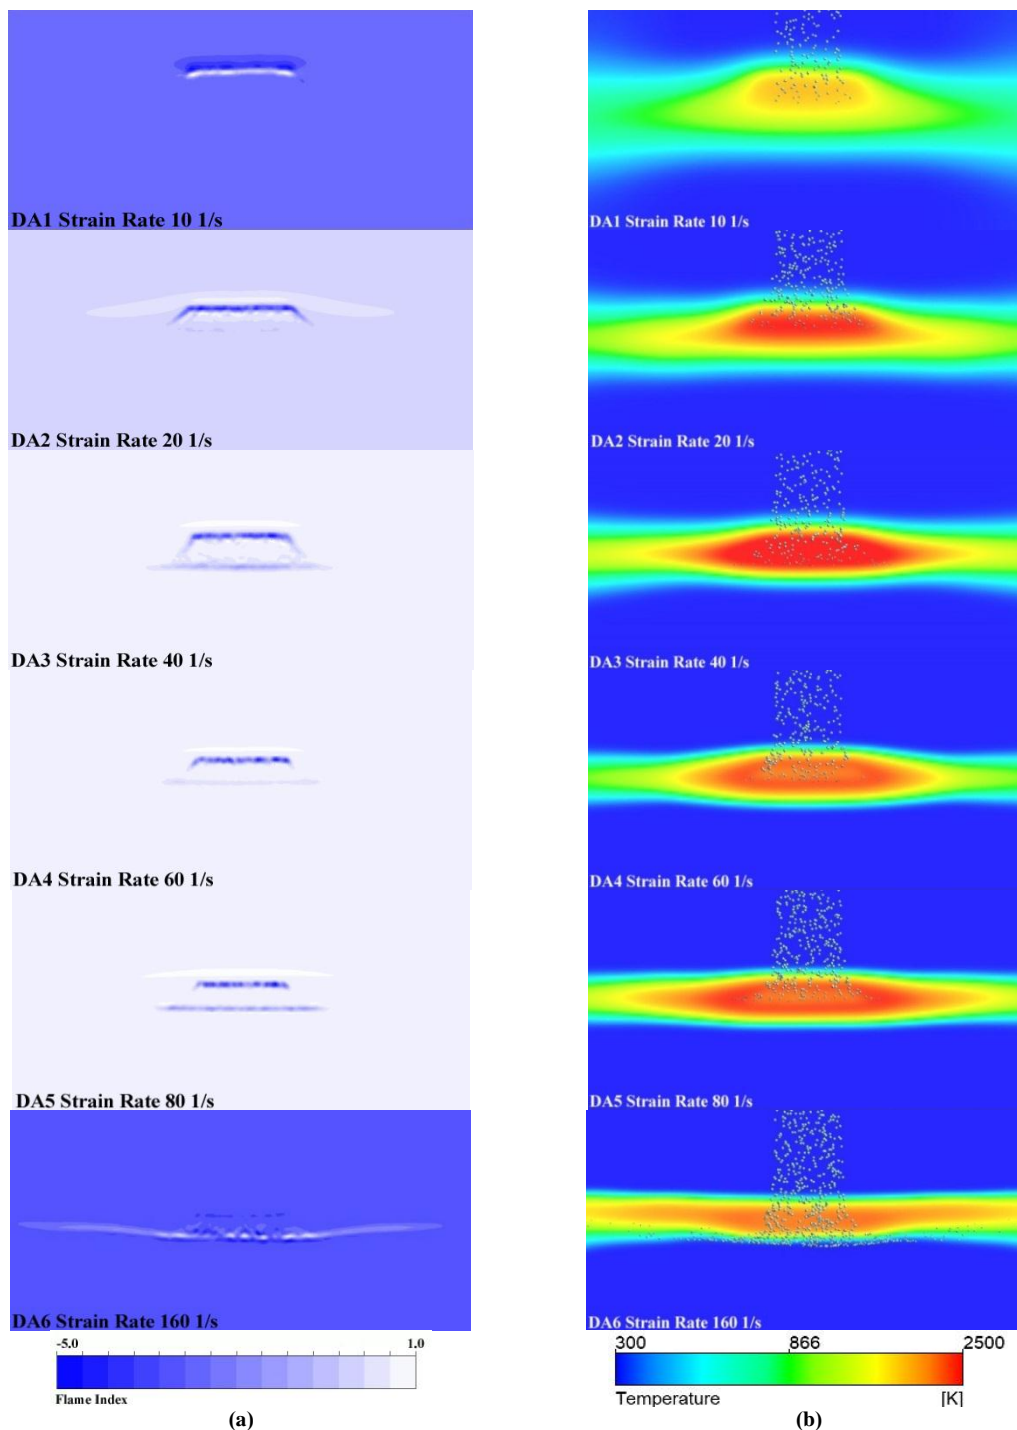 DA1 Strain Rate 10 1/s
DA1 Strain Rate 10 1/s
DA2 Strain Rate 20 1/s
DA2 Strain Rate 20 1/s
DA3 Strain Rate 40 1/s
DA3 Strain Rate 40 1/s
DA4 Strain Rate 60 1/s
DA4 Strain Rate 60 1/s
DA5 Strain Rate 80 1/s
DA5 Strain Rate 80 1/s
DA6 Strain Rate 160 1/s
DA6 Strain Rate 160 1/s
-5.0 1.0
Flame Index
300 866 2500
Temperature [K]
(a) (b)